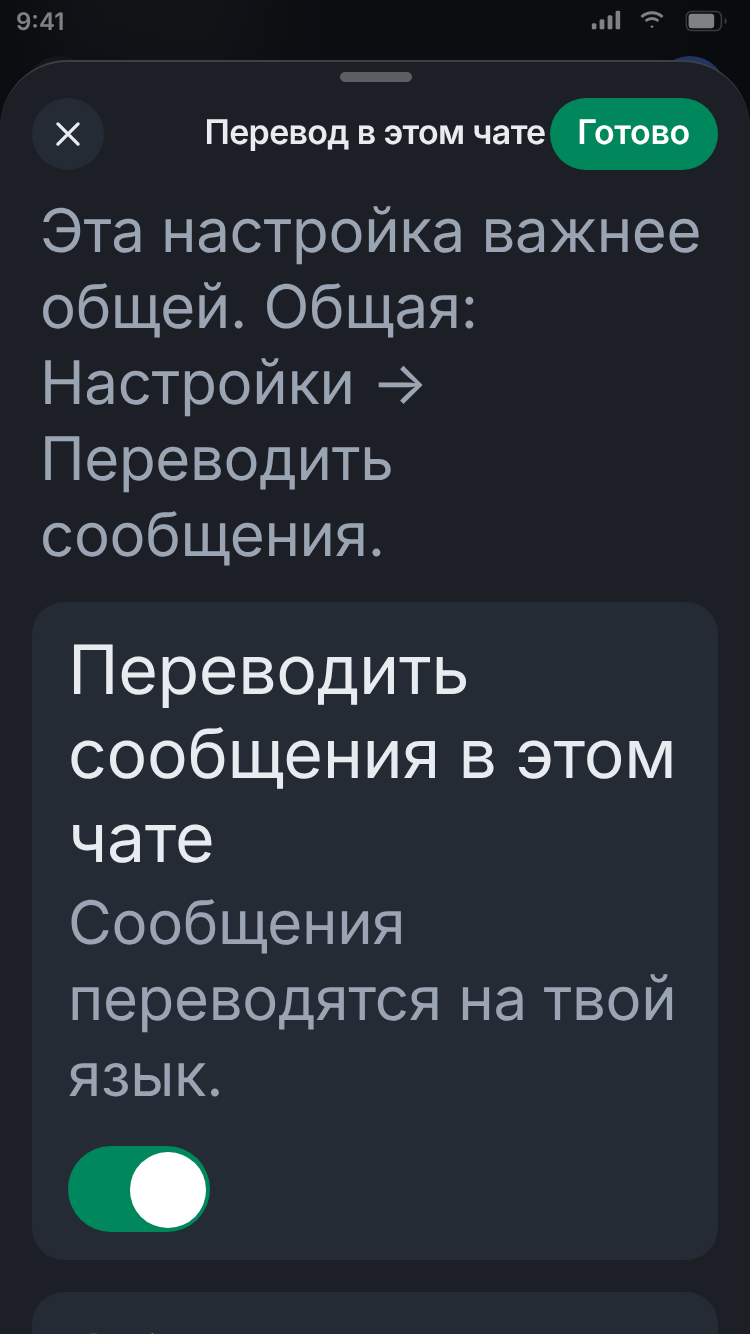 9:41
Перевод в этом чате
Готово
Эта настройка важнее
общей. Общая:
Настройки →
Переводить
сообщения.
Переводить
сообщения в этом
чате
Сообщения
переводятся на твой
язык.